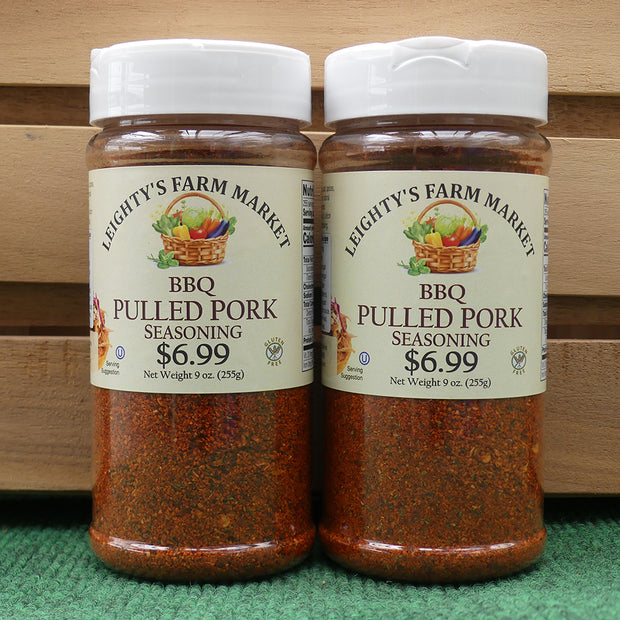 LEIGHTY'S FARM MARKET
BBQ
PULLED PORK
SEASONING
$6.99
Net Weight 9 oz. (255g)
U
Serving
Suggestion
GLUTEN
FREE
LEIGHTY'S FARM MARKET
BBQ
PULLED PORK
SEASONING
$6.99
Net Weight 9 oz. (255g)
U
Serving
Suggestion
GLUTEN
FREE